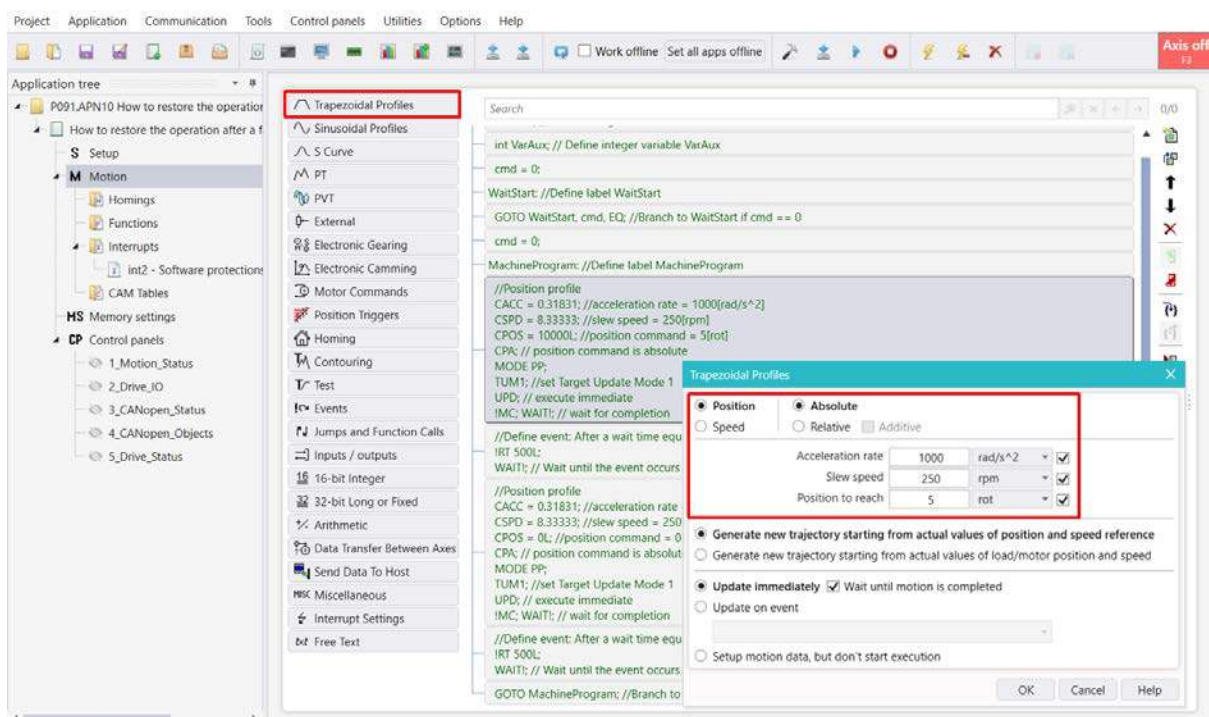 Project Application Communication Tools Control panels Utilities Options Help
Work offline Set all apps offline
Axis off
F3
Application tree
P091.APN10 How to restore the operation
How to restore the operation after a f
S Setup
M Motion
Homings
Functions
Interrupts
int2 - Software protections
CAM Tables
MS Memory settings
CP Control panels
1_Motion_Status
2_Drive_IO
3_CANopen_Status
4_CANopen_Objects
5_Drive_Status
Trapezoidal Profiles
Sinusoidal Profiles
S Curve
PT
PVT
External
Electronic Gearing
Electronic Camming
Motor Commands
Position Triggers
Homing
Contouring
Test
Events
Jumps and Function Calls
Inputs / outputs
16 16-bit Integer
32 32-bit Long or Fixed
Arithmetic
Data Transfer Between Axes
Send Data To Host
MISC Miscellaneous
Interrupt Settings
txt Free Text
Search
0/0
int VarAux; // Define integer variable VarAux
cmd = 0;
WaitStart: //Define label WaitStart
GOTO WaitStart, cmd, EQ; //Branch to WaitStart if cmd == 0
cmd = 0;
MachineProgram: //Define label MachineProgram
//Position profile
CACC = 0.31831; //acceleration rate = 1000[rad/s^2]
CSPD = 8.33333; //slew speed = 250[rpm]
CPOS = 10000L; //position command = 5[rot]
CPA; // position command is absolute
MODE PP;
TUM1; //set Target Update Mode 1
UPD; // execute immediate
!MC; WAIT!; // wait for completion
//Define event: After a wait time equ
!RT 500L;
WAIT!; // Wait until the event occurs
//Position profile
CACC = 0.31831; //acceleration rate
CSPD = 8.33333; //slew speed = 250
CPOS = 0L; //position command = 0
CPA; // position command is absolut
MODE PP;
TUM1; //set Target Update Mode 1
UPD; // execute immediate
!MC; WAIT!; // wait for completion
//Define event: After a wait time equ
!RT 500L;
WAIT!; // Wait until the event occurs
GOTO MachineProgram; //Branch to
Trapezoidal Profiles
Position Absolute
Speed Relative Additive
Acceleration rate 1000 rad/s^2
Slew speed 250 rpm
Position to reach 5 rot
Generate new trajectory starting from actual values of position and speed reference
Generate new trajectory starting from actual values of load/motor position and speed
Update immediately Wait until motion is completed
Update on event
Setup motion data, but don't start execution
OK Cancel Help